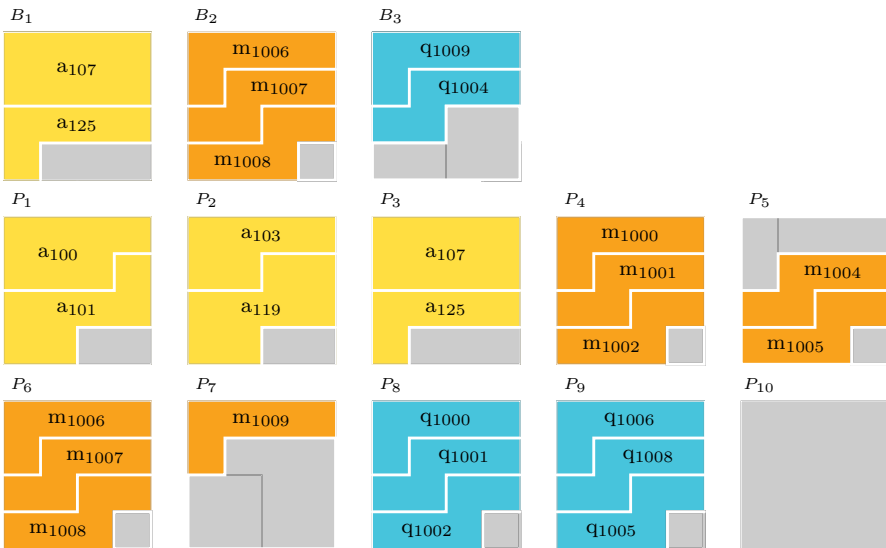 B₁ B₂ B₃
a₁₀₇ m₁₀₀₆ q₁₀₀₉
m₁₀₀₇ q₁₀₀₄
a₁₂₅
m₁₀₀₈
P₁ P₂ P₃ P₄ P₅
a₁₀₀ a₁₀₃ a₁₀₇ m₁₀₀₀
m₁₀₀₁ m₁₀₀₄
a₁₀₁ a₁₁₉ a₁₂₅
m₁₀₀₂ m₁₀₀₅
P₆ P₇ P₈ P₉ P₁₀
m₁₀₀₆ m₁₀₀₉ q₁₀₀₀ q₁₀₀₆
m₁₀₀₇ q₁₀₀₁ q₁₀₀₈
m₁₀₀₈ q₁₀₀₂ q₁₀₀₅